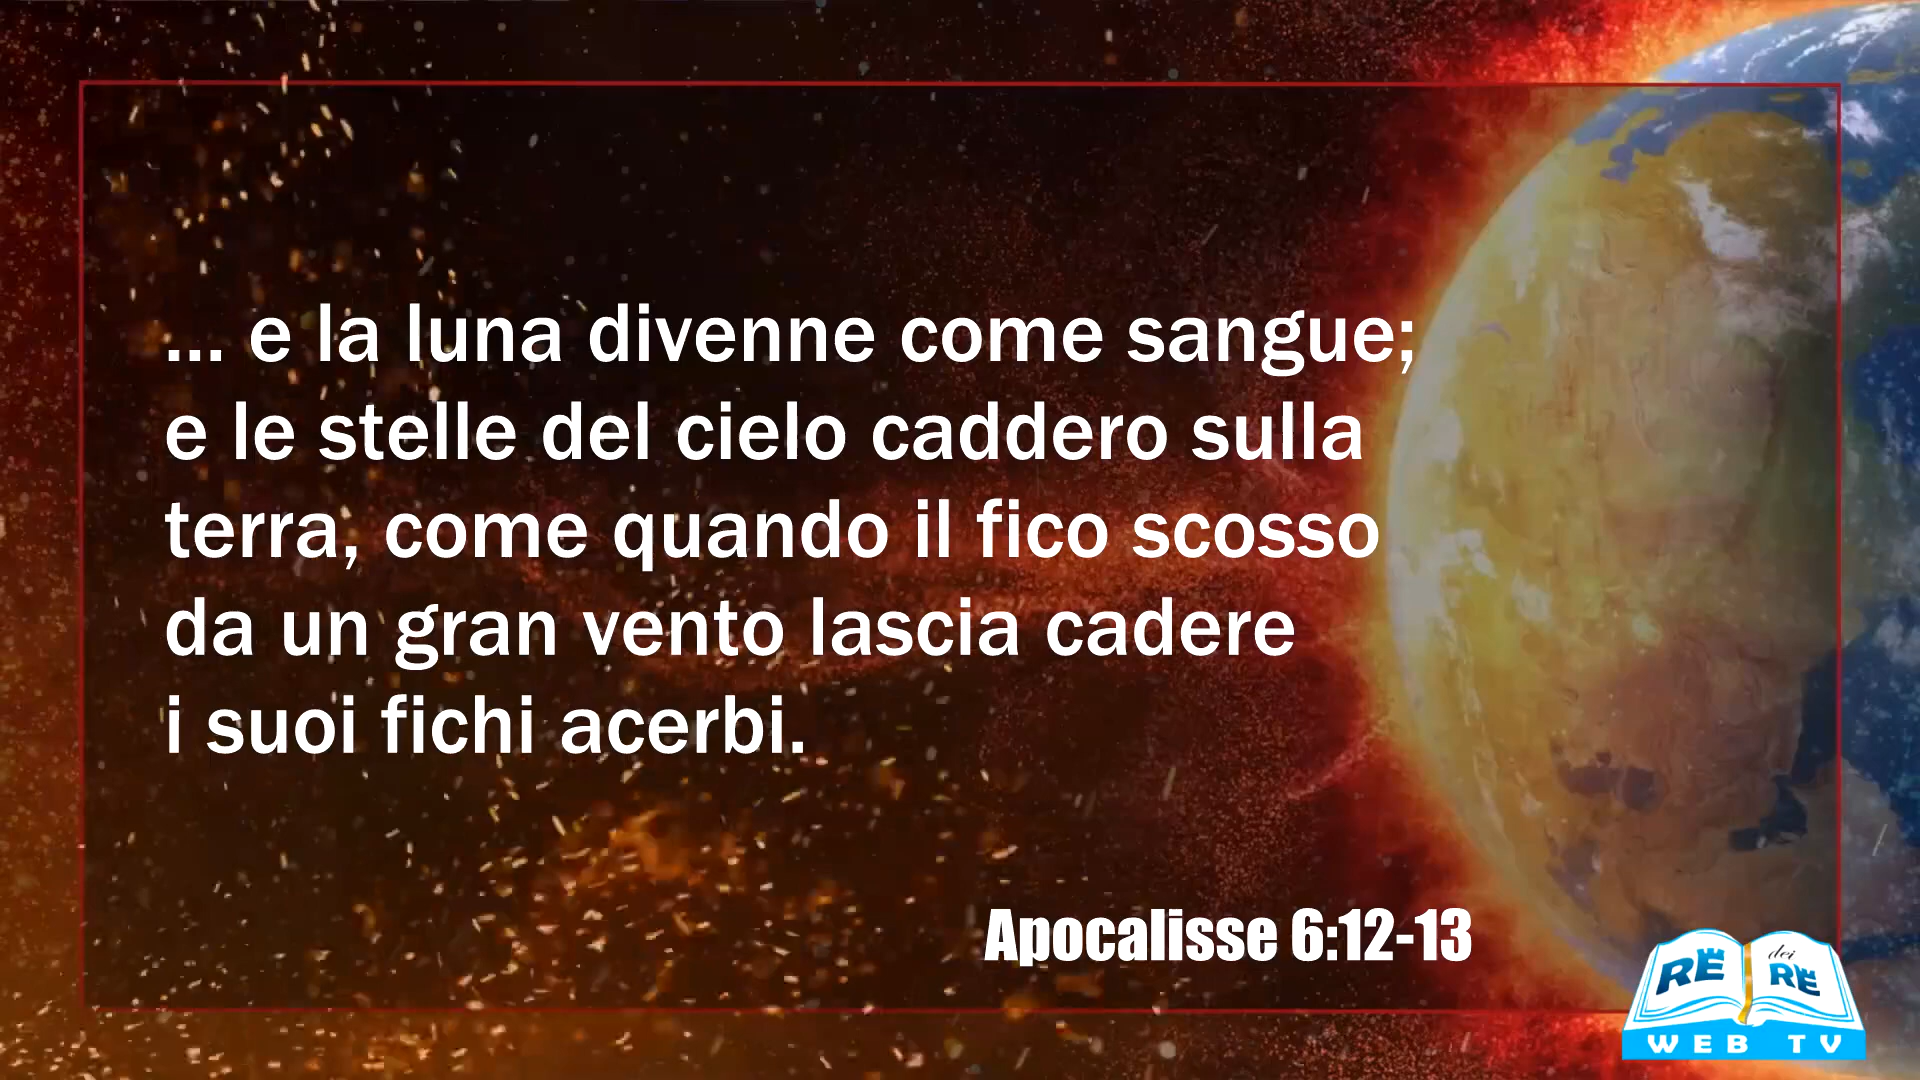 ... e la luna divenne come sangue;
e le stelle del cielo caddero sulla
terra, come quando il fico scosso
da un gran vento lascia cadere
i suoi fichi acerbi.
Apocalisse 6:12-13
RE dei RE
WEB TV